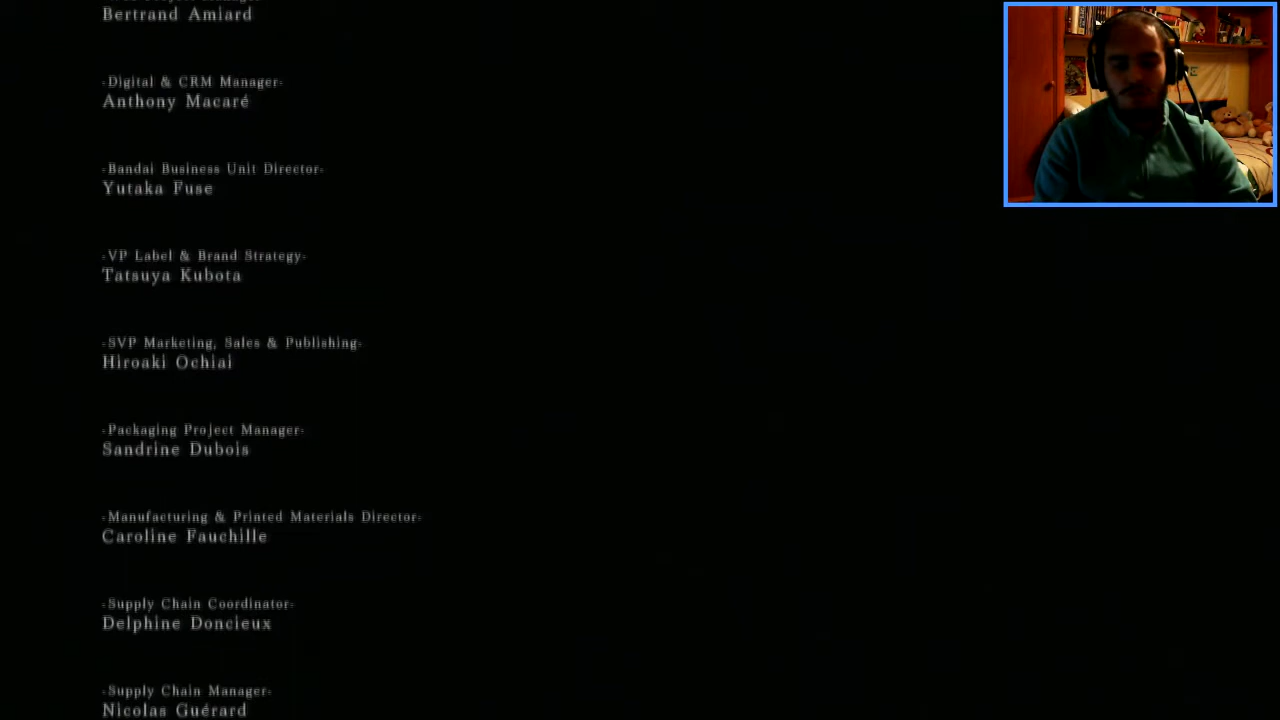 Bertrand Amiard
-Digital & CRM Manager-
Anthony Macaré
-Bandai Business Unit Director-
Yutaka Fuse
-VP Label & Brand Strategy-
Tatsuya Kubota
-SVP Marketing, Sales & Publishing-
Hiroaki Ochiai
-Packaging Project Manager-
Sandrine Dubois
-Manufacturing & Printed Materials Director-
Caroline Fauchille
-Supply Chain Coordinator-
Delphine Doncieux
-Supply Chain Manager-
Nicolas Guérard